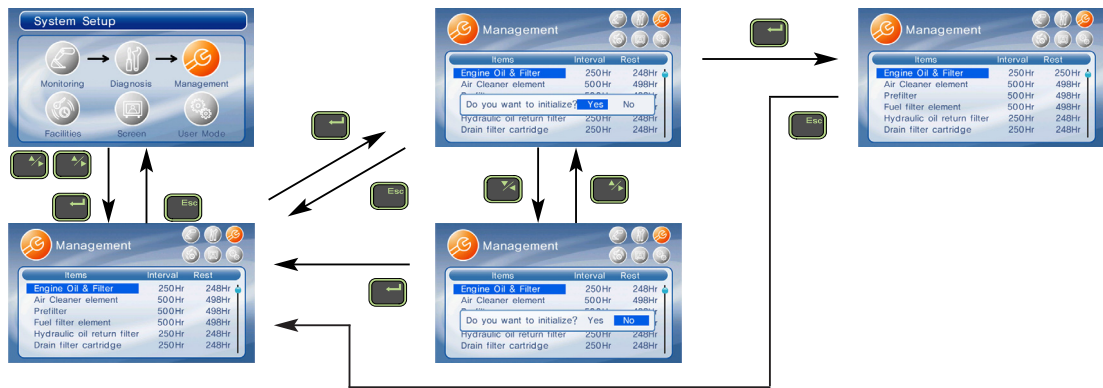 System Setup
Monitoring
Diagnosis
Management
Facilities
Screen
User Mode
Esc
Management
Items Interval Rest
Engine Oil & Filter 250Hr 248Hr
Air Cleaner element 500Hr 498Hr
Prefilter 500Hr 498Hr
Fuel filter element 500Hr 498Hr
Hydraulic oil return filter 250Hr 248Hr
Drain filter cartridge 250Hr 248Hr
Esc
Management
Items Interval Rest
Engine Oil & Filter 250Hr 248Hr
Air Cleaner element 500Hr 498Hr
Do you want to initialize? Yes No
Hydraulic oil return filter 250Hr 248Hr
Drain filter cartridge 250Hr 248Hr
Management
Items Interval Rest
Engine Oil & Filter 250Hr 248Hr
Air Cleaner element 500Hr 498Hr
Do you want to initialize? Yes No
Hydraulic oil return filter 250Hr 248Hr
Drain filter cartridge 250Hr 248Hr
Esc
Management
Items Interval Rest
Engine Oil & Filter 250Hr 250Hr
Air Cleaner element 500Hr 498Hr
Prefilter 500Hr 498Hr
Fuel filter element 500Hr 498Hr
Hydraulic oil return filter 250Hr 248Hr
Drain filter cartridge 250Hr 248Hr